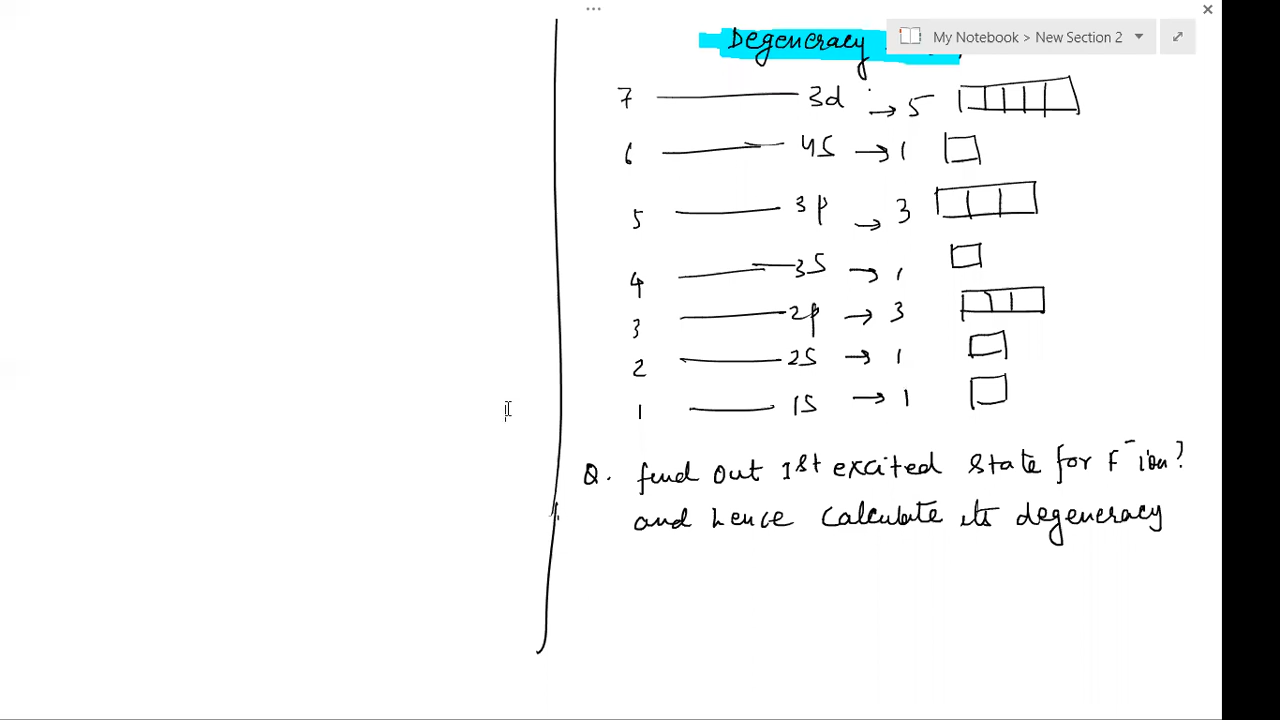 Degeneracy
My Notebook > New Section 2
7 3d → 5
6 4s → 1
5 3p → 3
4 3s → 1
3 2p → 3
2 2s → 1
1 1s → 1
Q. find out 1st excited state for F⁻ ion?
and hence calculate its degeneracy